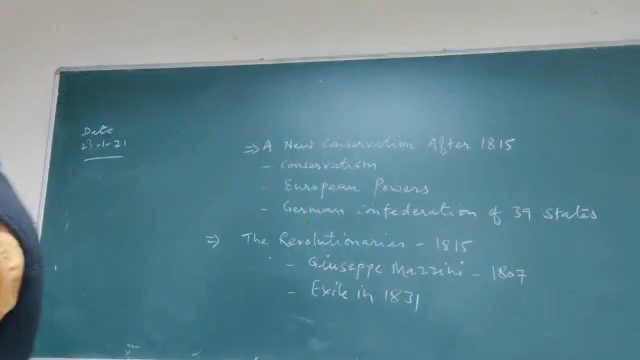 Date
23-1-21
⇒ A New Conservation After 1815
- Conservatism
- European Powers
- German Confederation of 39 States
⇒ The Revolutionaries - 1815
- Giuseppe Mazzini - 1807
- Exile in 1831